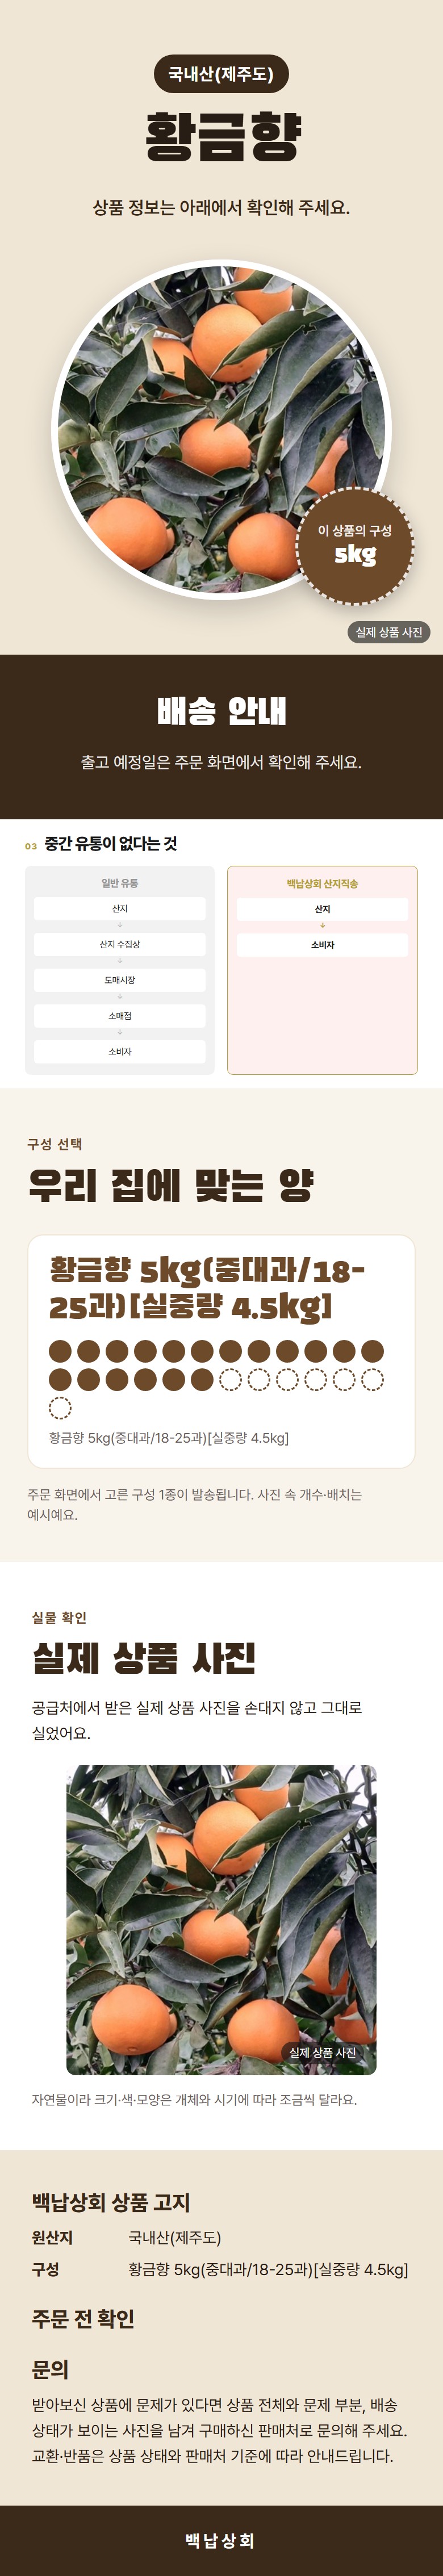 국내산(제주도)
황금향
상품 정보는 아래에서 확인해 주세요.
이 상품의 구성
5kg
실제 상품 사진
배송 안내
출고 예정일은 주문 화면에서 확인해 주세요.
03 중간 유통이 없다는 것
일반 유통
산지
↓
산지 수집상
↓
도매시장
↓
소매점
↓
소비자
백납상회 산지직송
산지
↓
소비자
구성 선택
우리 집에 맞는 양
황금향 5kg(중대과/18-
25과)[실중량 4.5kg]
황금향 5kg(중대과/18-25과)[실중량 4.5kg]
주문 화면에서 고른 구성 1종이 발송됩니다. 사진 속 개수·배치는
예시예요.
실물 확인
실제 상품 사진
공급처에서 받은 실제 상품 사진을 손대지 않고 그대로
실었어요.
실제 상품 사진
자연물이라 크기·색·모양은 개체와 시기에 따라 조금씩 달라요.
백납상회 상품 고지
원산지 국내산(제주도)
구성 황금향 5kg(중대과/18-25과)[실중량 4.5kg]
주문 전 확인
문의
받아보신 상품에 문제가 있다면 상품 전체와 문제 부분, 배송
상태가 보이는 사진을 남겨 구매하신 판매처로 문의해 주세요.
교환·반품은 상품 상태와 판매처 기준에 따라 안내드립니다.
백납상회